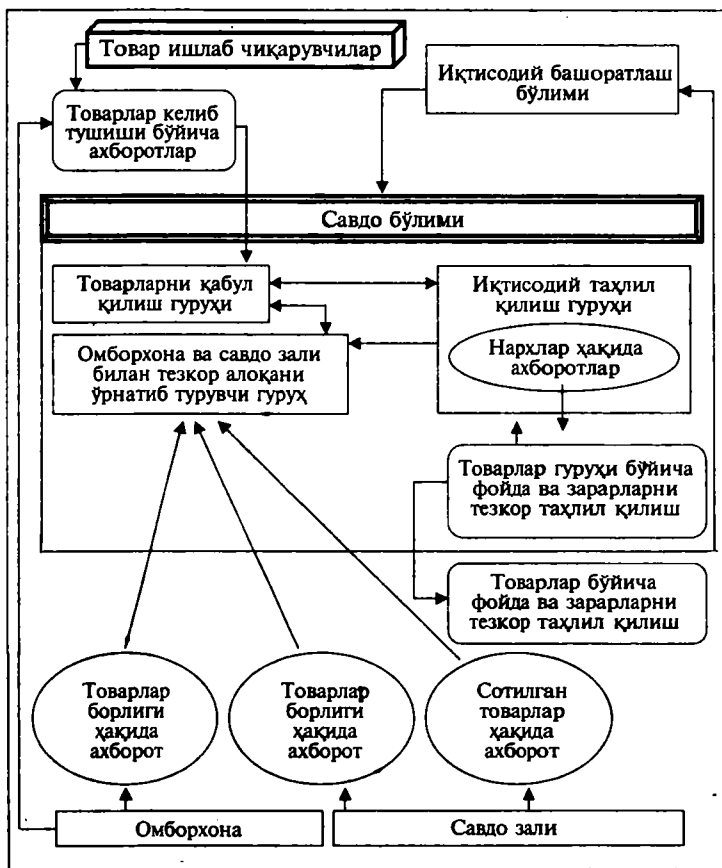 Товар ишлаб чиқарувчилар
Иқтисодий башоратлаш
бўлими
Товарлар келиб
тушиши бўйича
ахборотлар
Савдо бўлими
Товарларни қабул
қилиш гуруҳи
Иқтисодий таҳлил
қилиш гуруҳи
Нархлар ҳақида
ахборотлар
Омборхона ва савдо зали
билан тезкор алоқани
ўрнатиб турувчи гуруҳ
Товарлар гуруҳи бўйича
фойда ва зарарларни
тезкор таҳлил қилиш
Товарлар бўйича
фойда ва зарарларни
тезкор таҳлил қилиш
Товарлар
борлиги
ҳақида
ахборот
Товарлар
борлиги
ҳақида
ахборот
Сотилган
товарлар
ҳақида
ахборот
Омборхона
Савдо зали